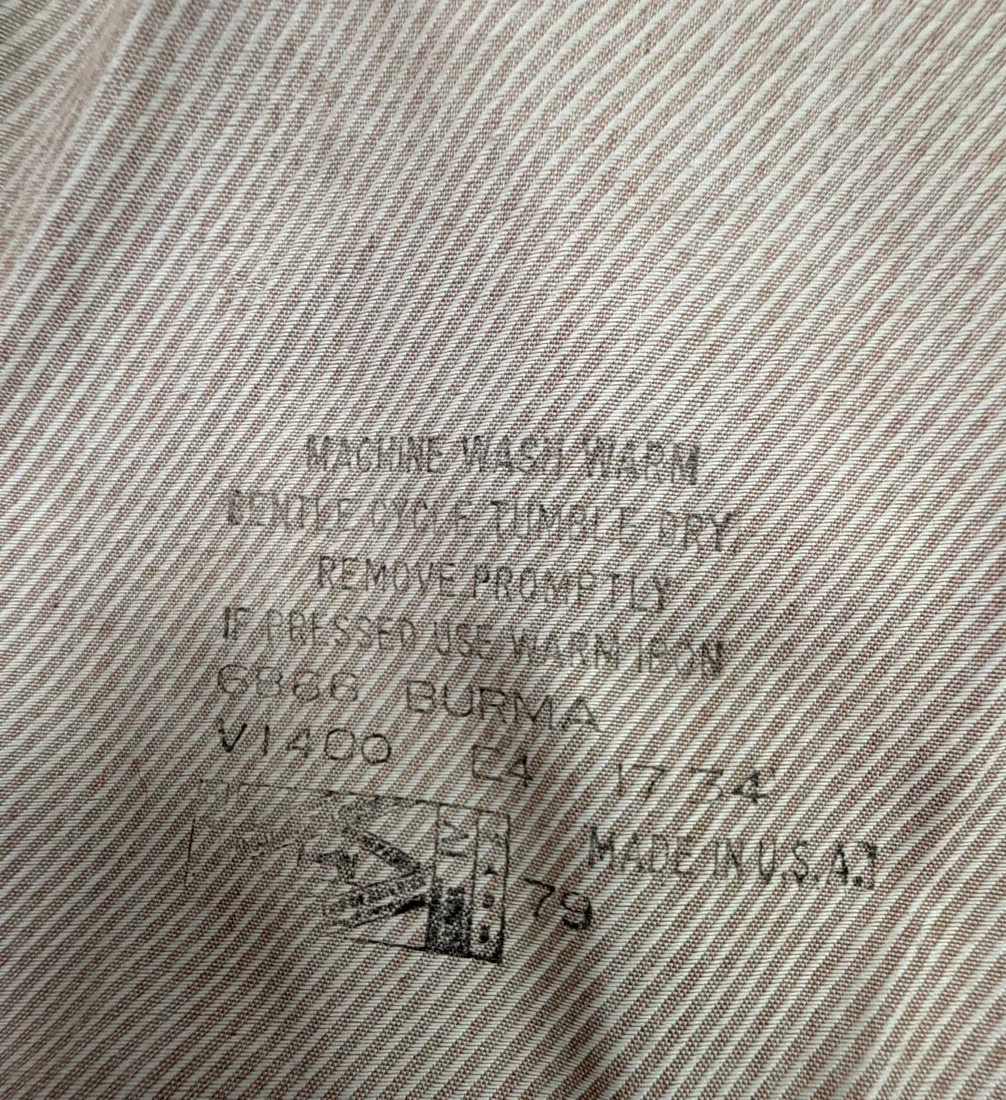 MACHINE WASH WARM
GENTLE CYCLE TUMBLE DRY,
REMOVE PROMPTLY
IF PRESSED USE WARM IRON
6866 BURMA
V1400 E4 17 34
MADE IN U.S.A.
79